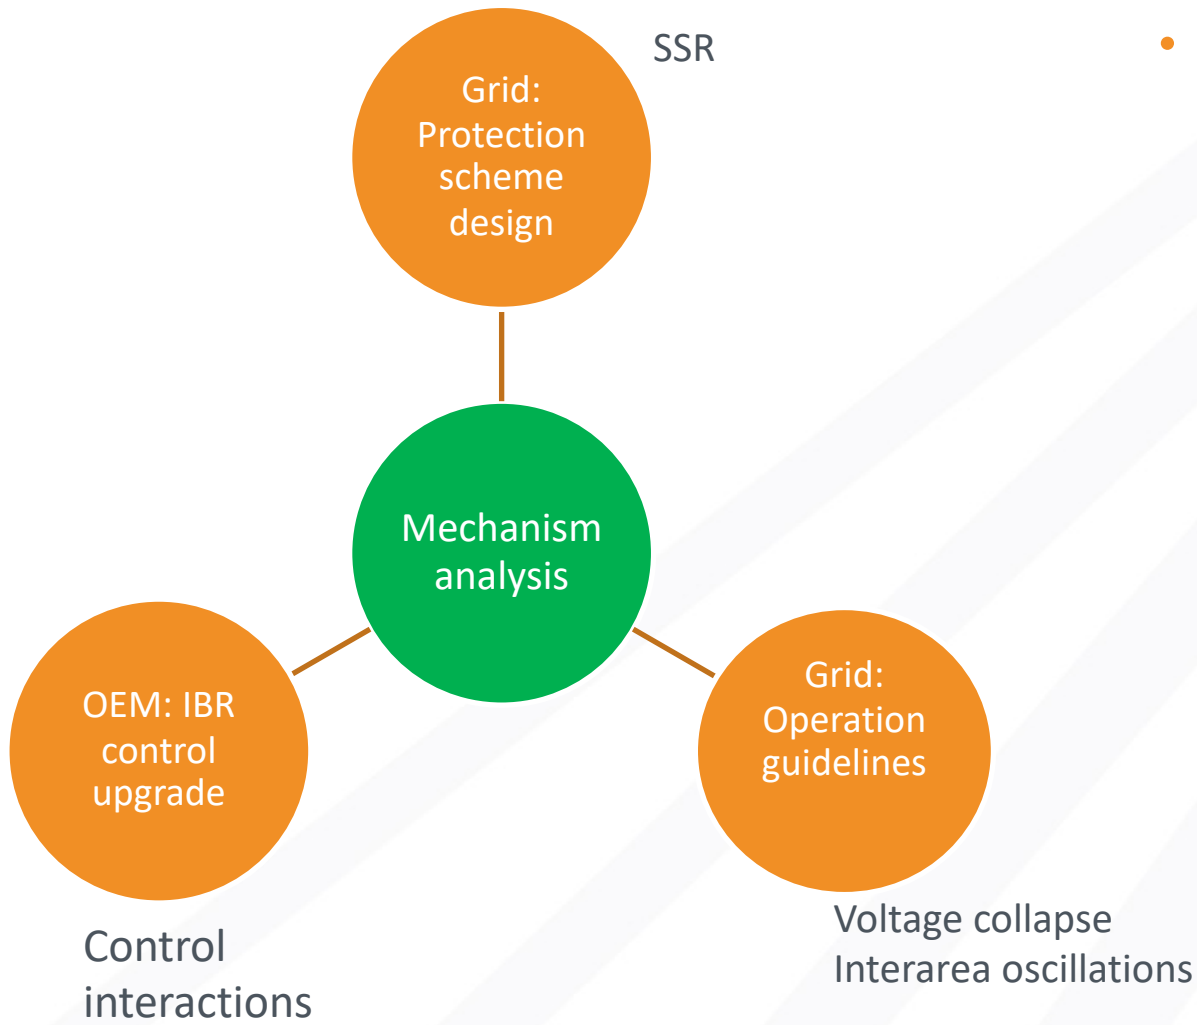 SSR
Grid:
Protection
scheme
design
Mechanism
analysis
OEM: IBR
control
upgrade
Grid:
Operation
guidelines
Control
interactions
Voltage collapse
Interarea oscillations